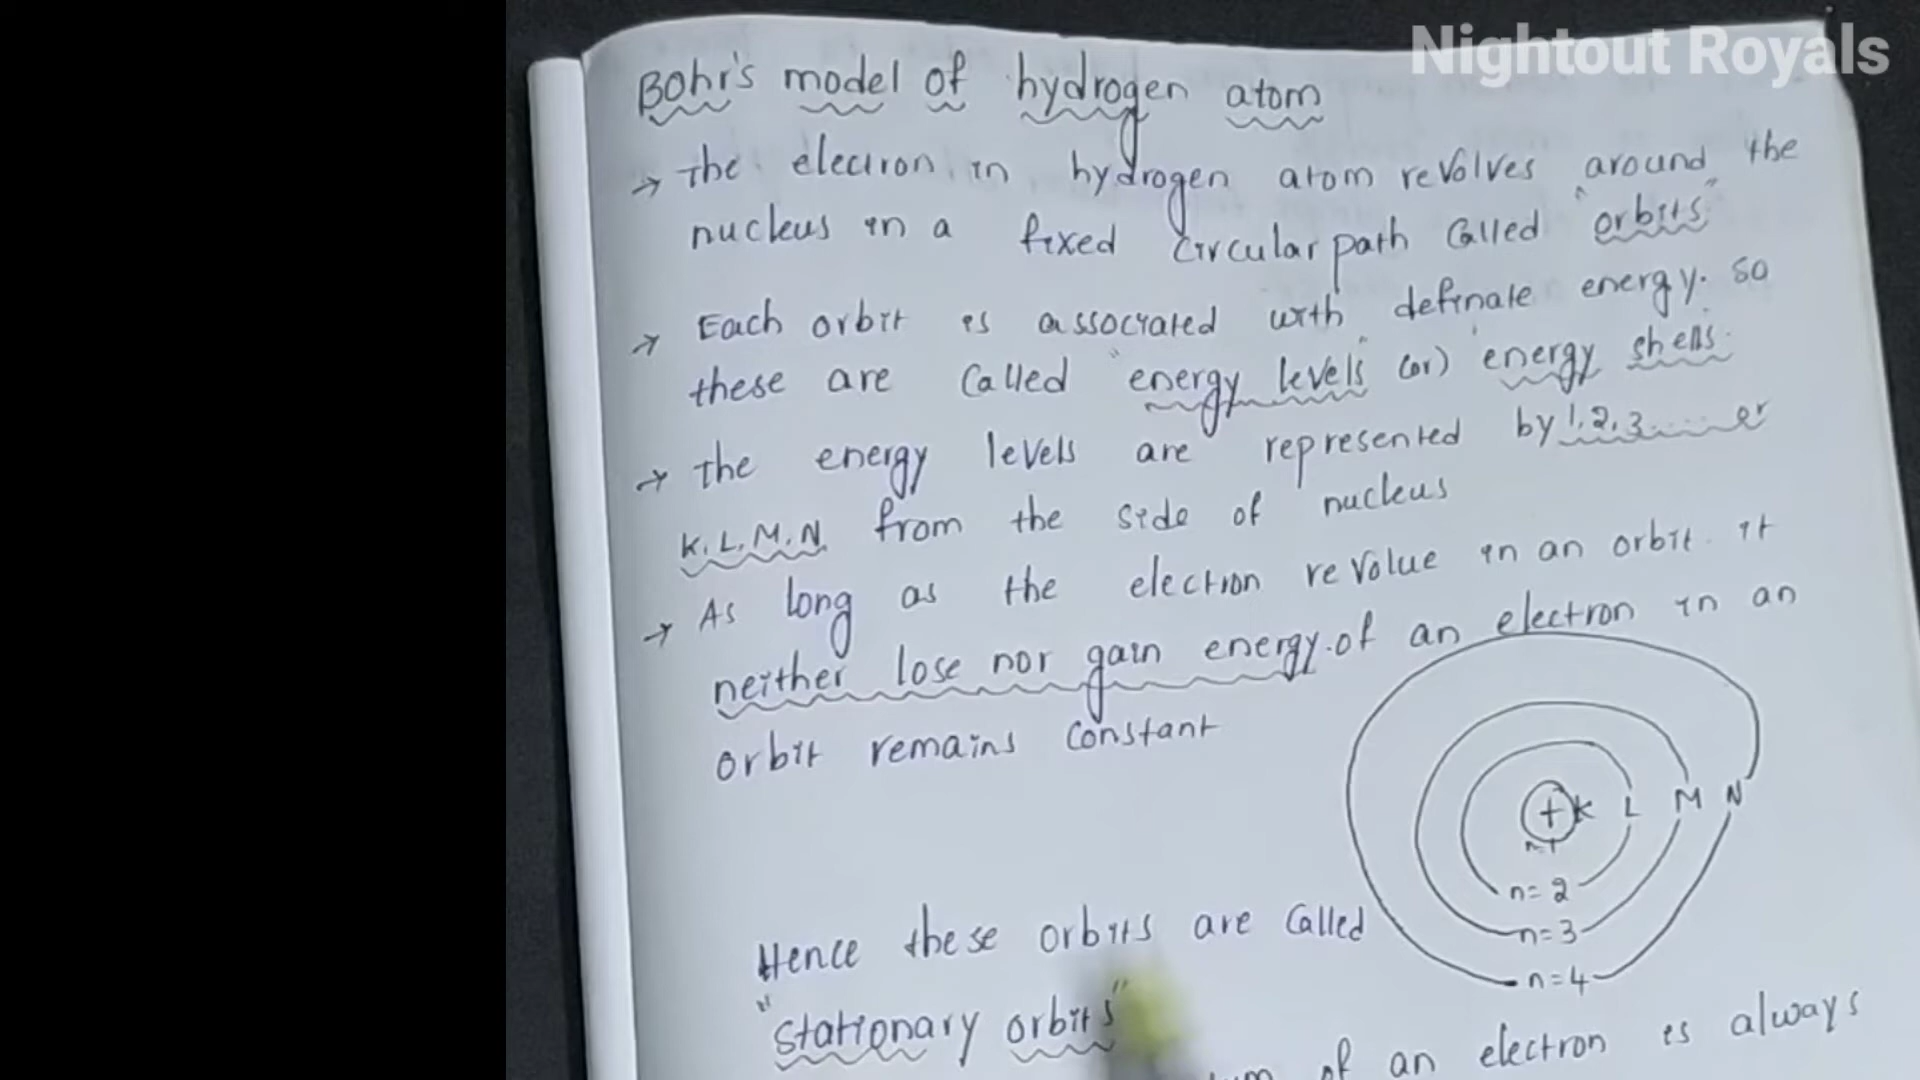 Nightout Royals
Bohr's model of hydrogen atom
→ The electron in hydrogen atom revolves around the
nucleus in a fixed circular path called "orbits"
→ Each orbit is associated with definate energy. so
these are called "energy levels" (or) energy shells.
→ The energy levels are represented by 1,2,3.... or
K.L.M.N. from the side of nucleus
→ As long as the electron revolue in an orbit. it
neither lose nor gain energy. of an electron in an
orbit remains constant
+ K L M N
n=1
n=2
n=3
n=4
Hence these orbits are called
"stationary orbits"
of an electron is always